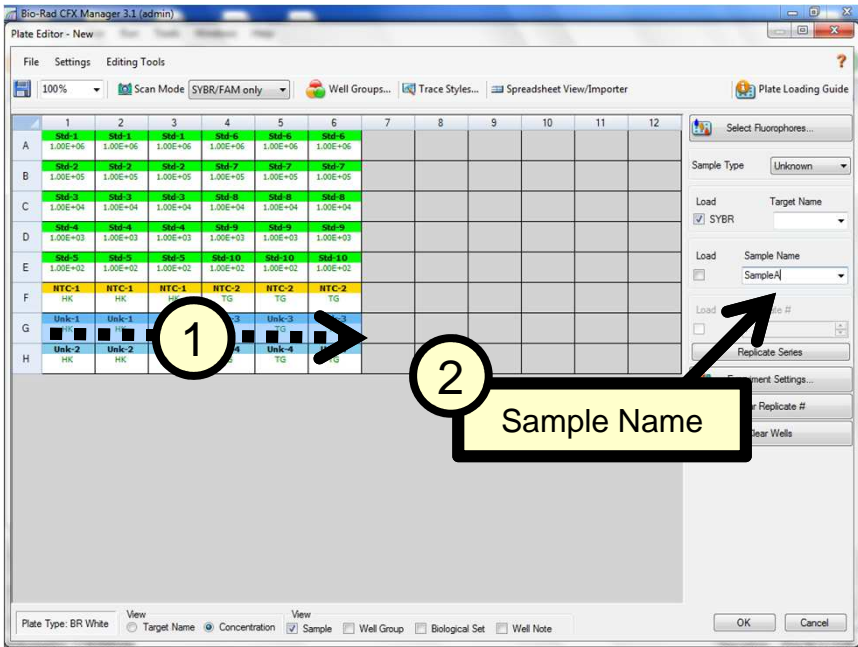 Bio-Rad CFX Manager 3.1 (admin)
Plate Editor - New
File Settings Editing Tools ?
100% Scan Mode SYBR/FAM only Well Groups... Trace Styles... Spreadsheet View/Importer Plate Loading Guide
1 2 3 4 5 6 7 8 9 10 11 12
Std-1 Std-1 Std-1 Std-6 Std-6 Std-6
A 1.00E+06 1.00E+06 1.00E+06 1.00E+06 1.00E+06 1.00E+06
Std-2 Std-2 Std-2 Std-7 Std-7 Std-7
B 1.00E+05 1.00E+05 1.00E+05 1.00E+05 1.00E+05 1.00E+05
Std-3 Std-3 Std-3 Std-8 Std-8 Std-8
C 1.00E+04 1.00E+04 1.00E+04 1.00E+04 1.00E+04 1.00E+04
Std-4 Std-4 Std-4 Std-9 Std-9 Std-9
D 1.00E+03 1.00E+03 1.00E+03 1.00E+03 1.00E+03 1.00E+03
Std-5 Std-5 Std-5 Std-10 Std-10 Std-10
E 1.00E+02 1.00E+02 1.00E+02 1.00E+02 1.00E+02 1.00E+02
NTC-1 NTC-1 NTC-1 NTC-2 NTC-2 NTC-2
F HK HK HK TG TG TG
Unk-1 Unk-1 Unk-3
G HK HK TG
Unk-2 Unk-2 Unk-4
H HK HK TG TG
1
2
Sample Name
Select Fluorophores...
Sample Type Unknown
Load Target Name
SYBR
Load Sample Name
SampleA
Load #
Replicate Series
Settings...
Replicate #
Wells
Plate Type: BR White
View
Target Name Concentration
View
Sample Well Group Biological Set Well Note
OK Cancel